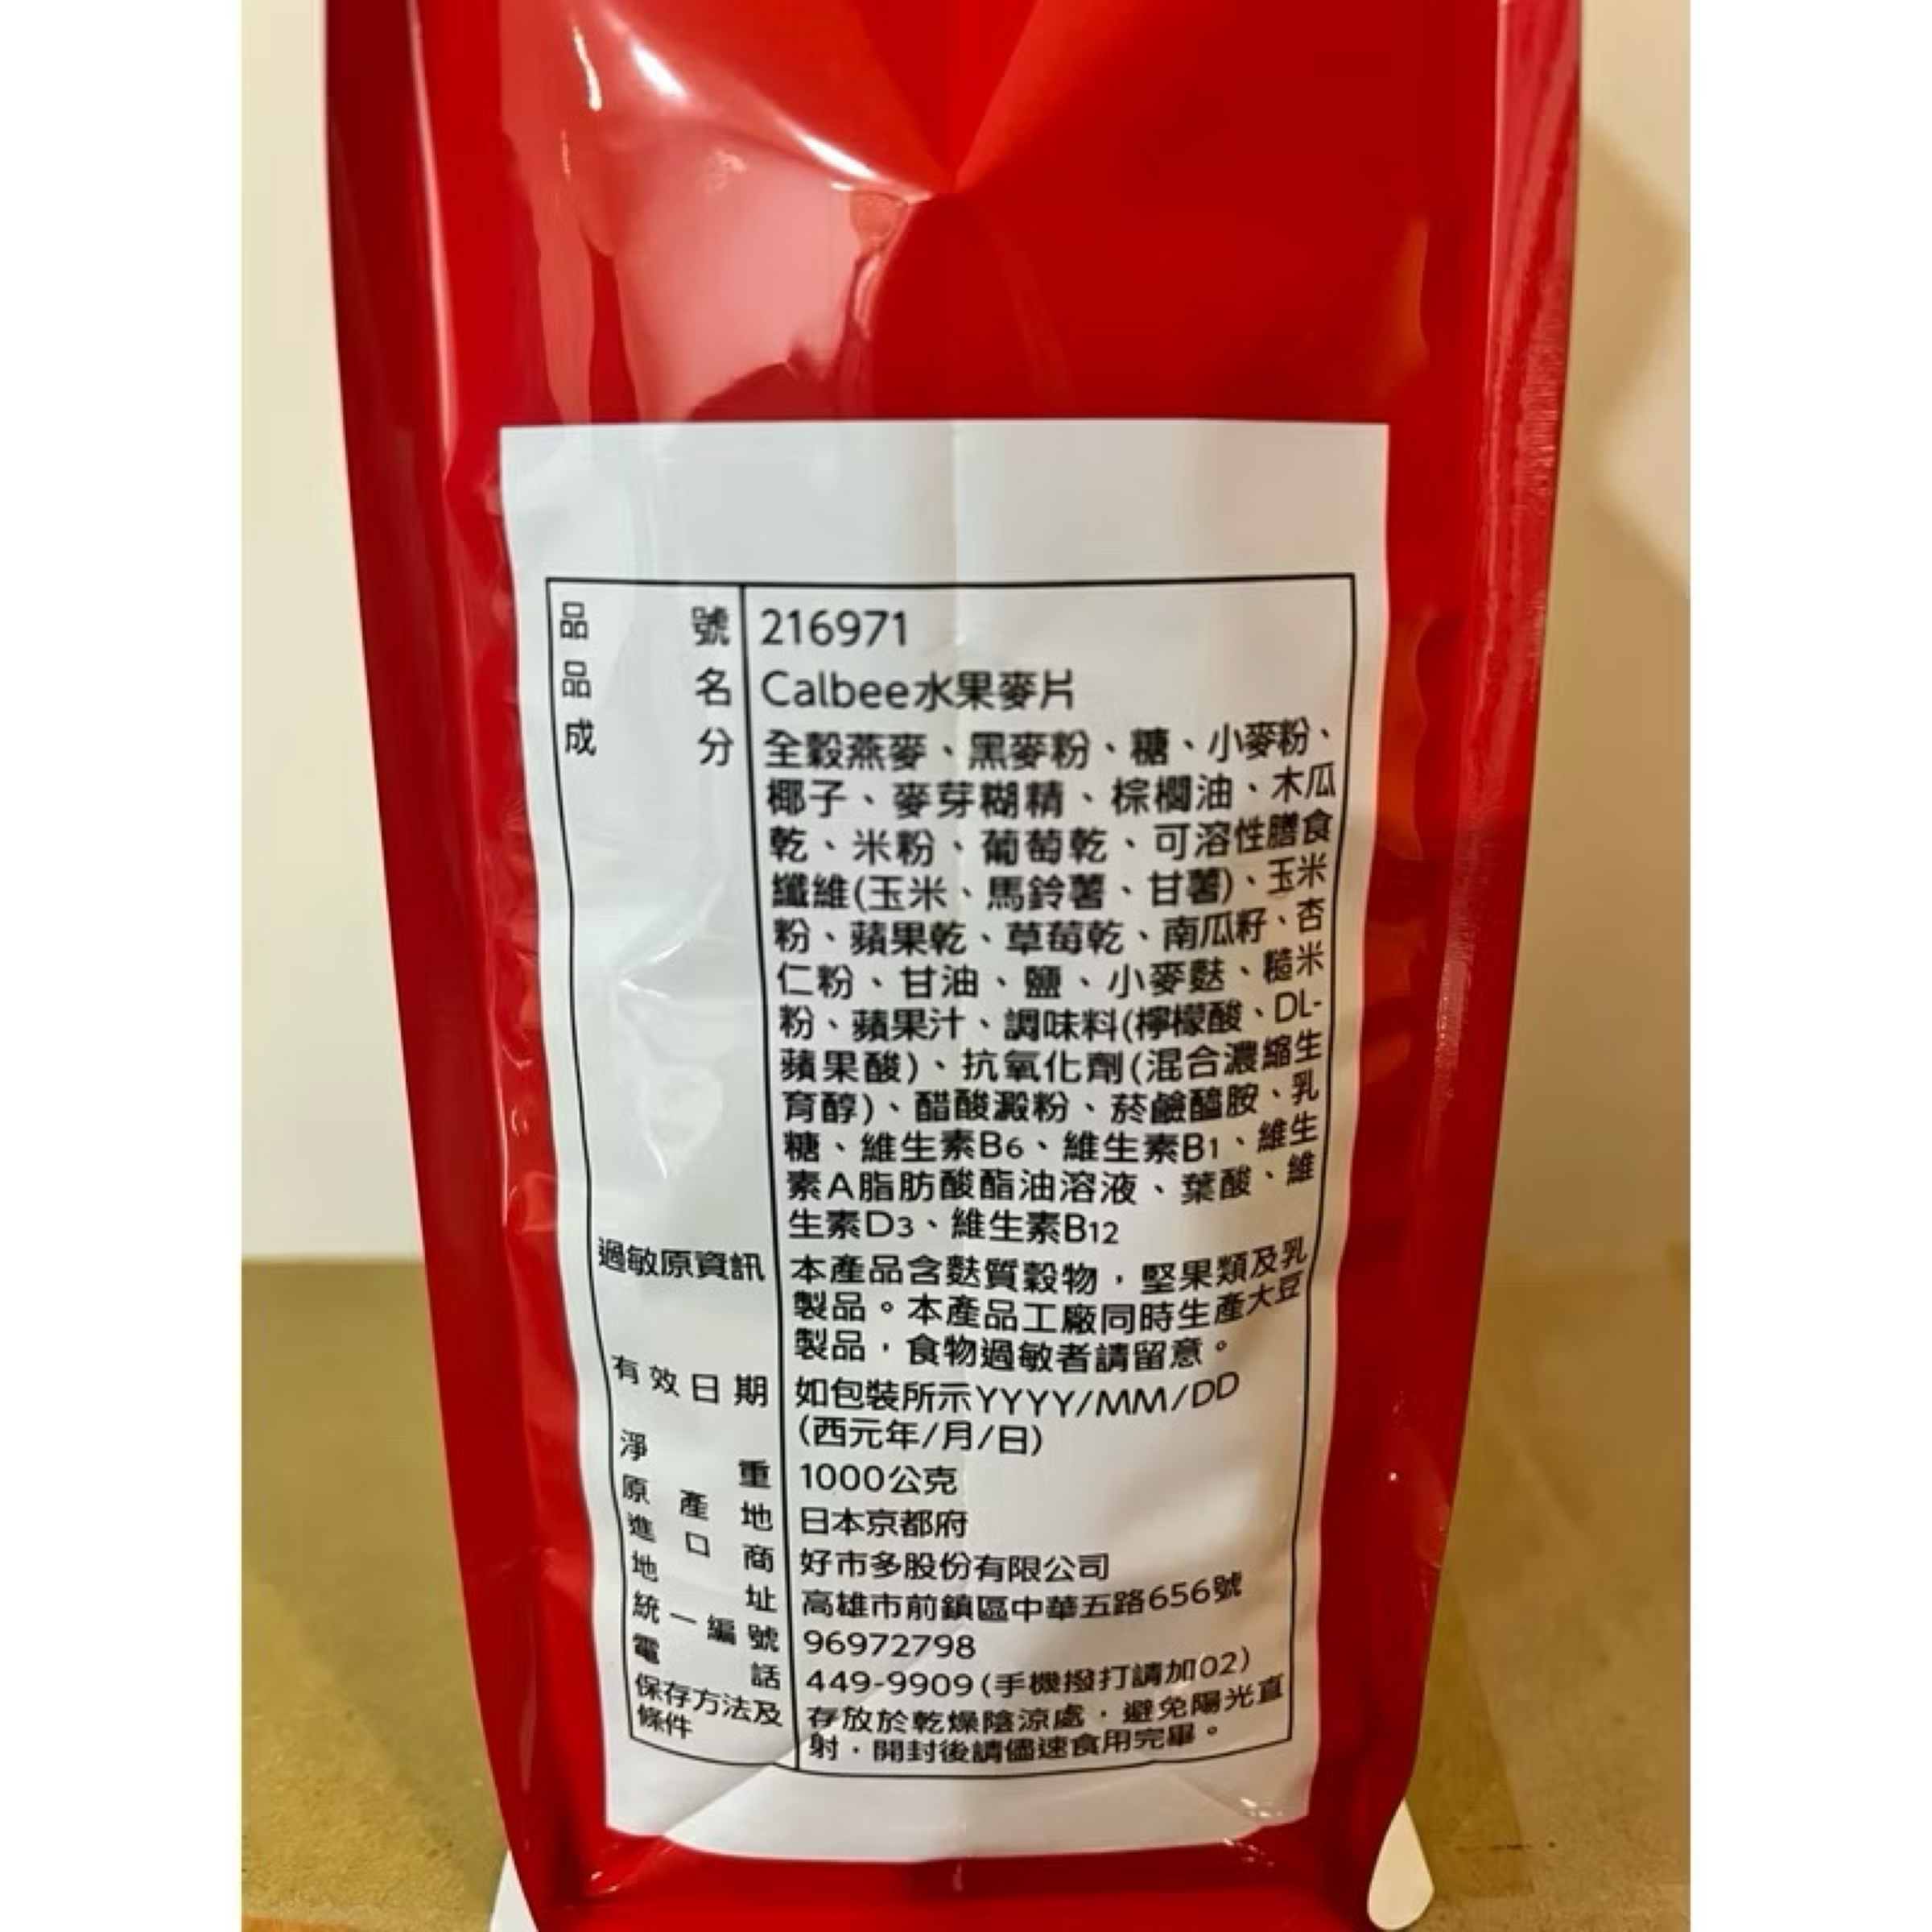 品號 216971
品名 Calbee水果麥片
成分 全穀燕麥、黑麥粉、糖、小麥粉、
椰子、麥芽糊精、棕櫚油、木瓜
乾、米粉、葡萄乾、可溶性膳食
纖維(玉米、馬鈴薯、甘薯)、玉米
粉、蘋果乾、草莓乾、南瓜籽、杏
仁粉、甘油、鹽、小麥麩、糙米
粉、蘋果汁、調味料(檸檬酸、DL-
蘋果酸)、抗氧化劑(混合濃縮生
育醇)、醋酸澱粉、菸鹼醯胺、乳
糖、維生素B6、維生素B1、維生
素A脂肪酸酯油溶液、葉酸、維
生素D3、維生素B12
過敏原資訊 本產品含麩質穀物，堅果類及乳
製品。本產品工廠同時生產大豆
製品，食物過敏者請留意。
有效日期 如包裝所示YYYY/MM/DD
(西元年/月/日)
淨重 1000公克
原產地 日本京都府
進口商 好市多股份有限公司
地址 高雄市前鎮區中華五路656號
統一編號 96972798
電話 449-9909(手機撥打請加02)
保存方法及 存放於乾燥陰涼處，避免陽光直
條件 射，開封後請儘速食用完畢。